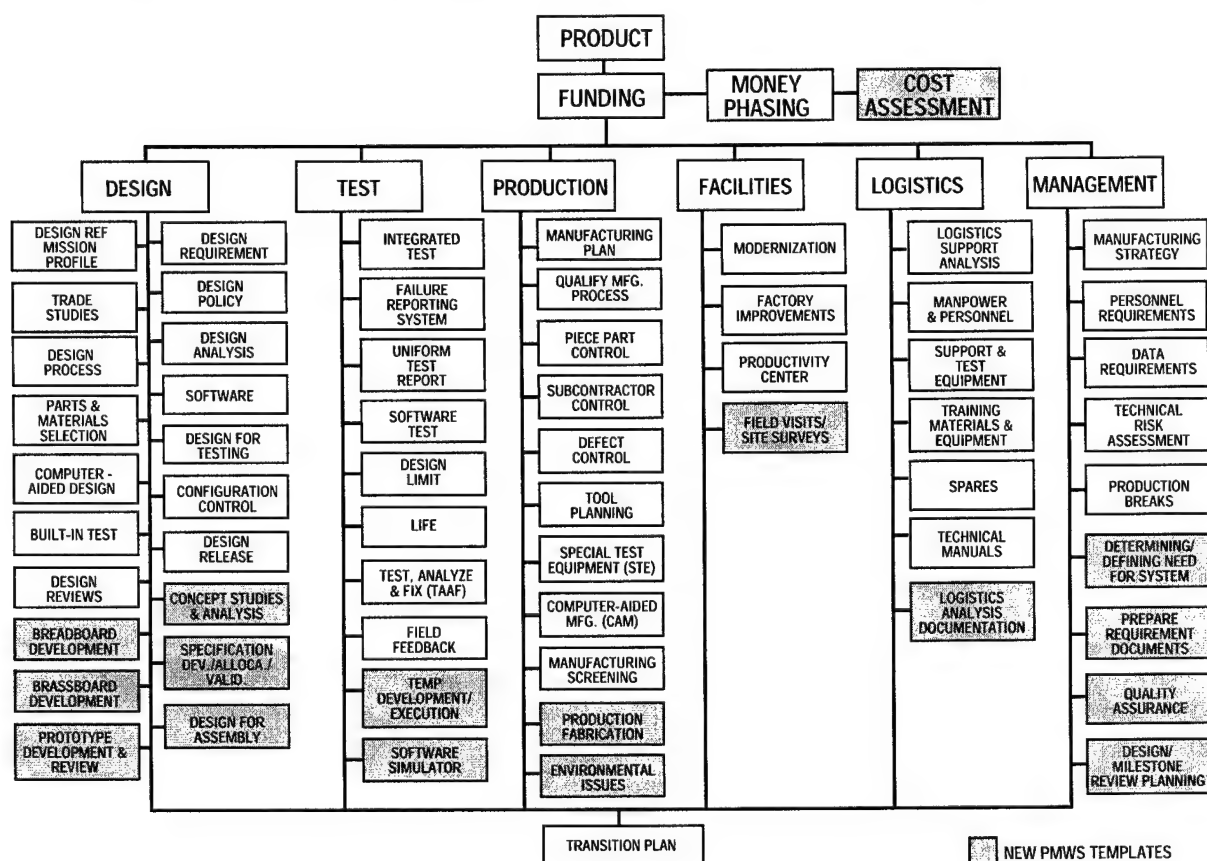 PRODUCT
FUNDING
MONEY
PHASING
COST
ASSESSMENT
DESIGN
TEST
PRODUCTION
FACILITIES
LOGISTICS
MANAGEMENT
DESIGN REF
MISSION
PROFILE
TRADE
STUDIES
DESIGN
PROCESS
PARTS &
MATERIALS
SELECTION
COMPUTER -
AIDED DESIGN
BUILT-IN TEST
DESIGN
REVIEWS
BREADBOARD
DEVELOPMENT
BRASSBOARD
DEVELOPMENT
PROTOTYPE
DEVELOPMENT &
REVIEW
DESIGN
REQUIREMENT
DESIGN
POLICY
DESIGN
ANALYSIS
SOFTWARE
DESIGN FOR
TESTING
CONFIGURATION
CONTROL
DESIGN
RELEASE
CONCEPT STUDIES
& ANALYSIS
SPECIFICATION
DEV./ALLOCA./
VALID.
DESIGN FOR
ASSEMBLY
INTEGRATED
TEST
FAILURE
REPORTING
SYSTEM
UNIFORM
TEST
REPORT
SOFTWARE
TEST
DESIGN
LIMIT
LIFE
TEST, ANALYZE
& FIX (TAAF)
FIELD
FEEDBACK
TEMP
DEVELOPMENT/
EXECUTION
SOFTWARE
SIMULATOR
MANUFACTURING
PLAN
QUALIFY MFG.
PROCESS
PIECE PART
CONTROL
SUBCONTRACTOR
CONTROL
DEFECT
CONTROL
TOOL
PLANNING
SPECIAL TEST
EQUIPMENT (STE)
COMPUTER-AIDED
MFG. (CAM)
MANUFACTURING
SCREENING
PRODUCTION
FABRICATION
ENVIRONMENTAL
ISSUES
MODERNIZATION
FACTORY
IMPROVEMENTS
PRODUCTIVITY
CENTER
FIELD VISITS/
SITE SURVEYS
LOGISTICS
SUPPORT
ANALYSIS
MANPOWER
& PERSONNEL
SUPPORT &
TEST
EQUIPMENT
TRAINING
MATERIALS &
EQUIPMENT
SPARES
TECHNICAL
MANUALS
LOGISTICS
ANALYSIS
DOCUMENTATION
MANUFACTURING
STRATEGY
PERSONNEL
REQUIREMENTS
DATA
REQUIREMENTS
TECHNICAL
RISK
ASSESSMENT
PRODUCTION
BREAKS
DETERMINING/
DEFINING NEED
FOR SYSTEM
PREPARE
REQUIREMENT
DOCUMENTS
QUALITY
ASSURANCE
DESIGN/
MILESTONE
REVIEW PLANNING
TRANSITION PLAN
NEW PMWS TEMPLATES